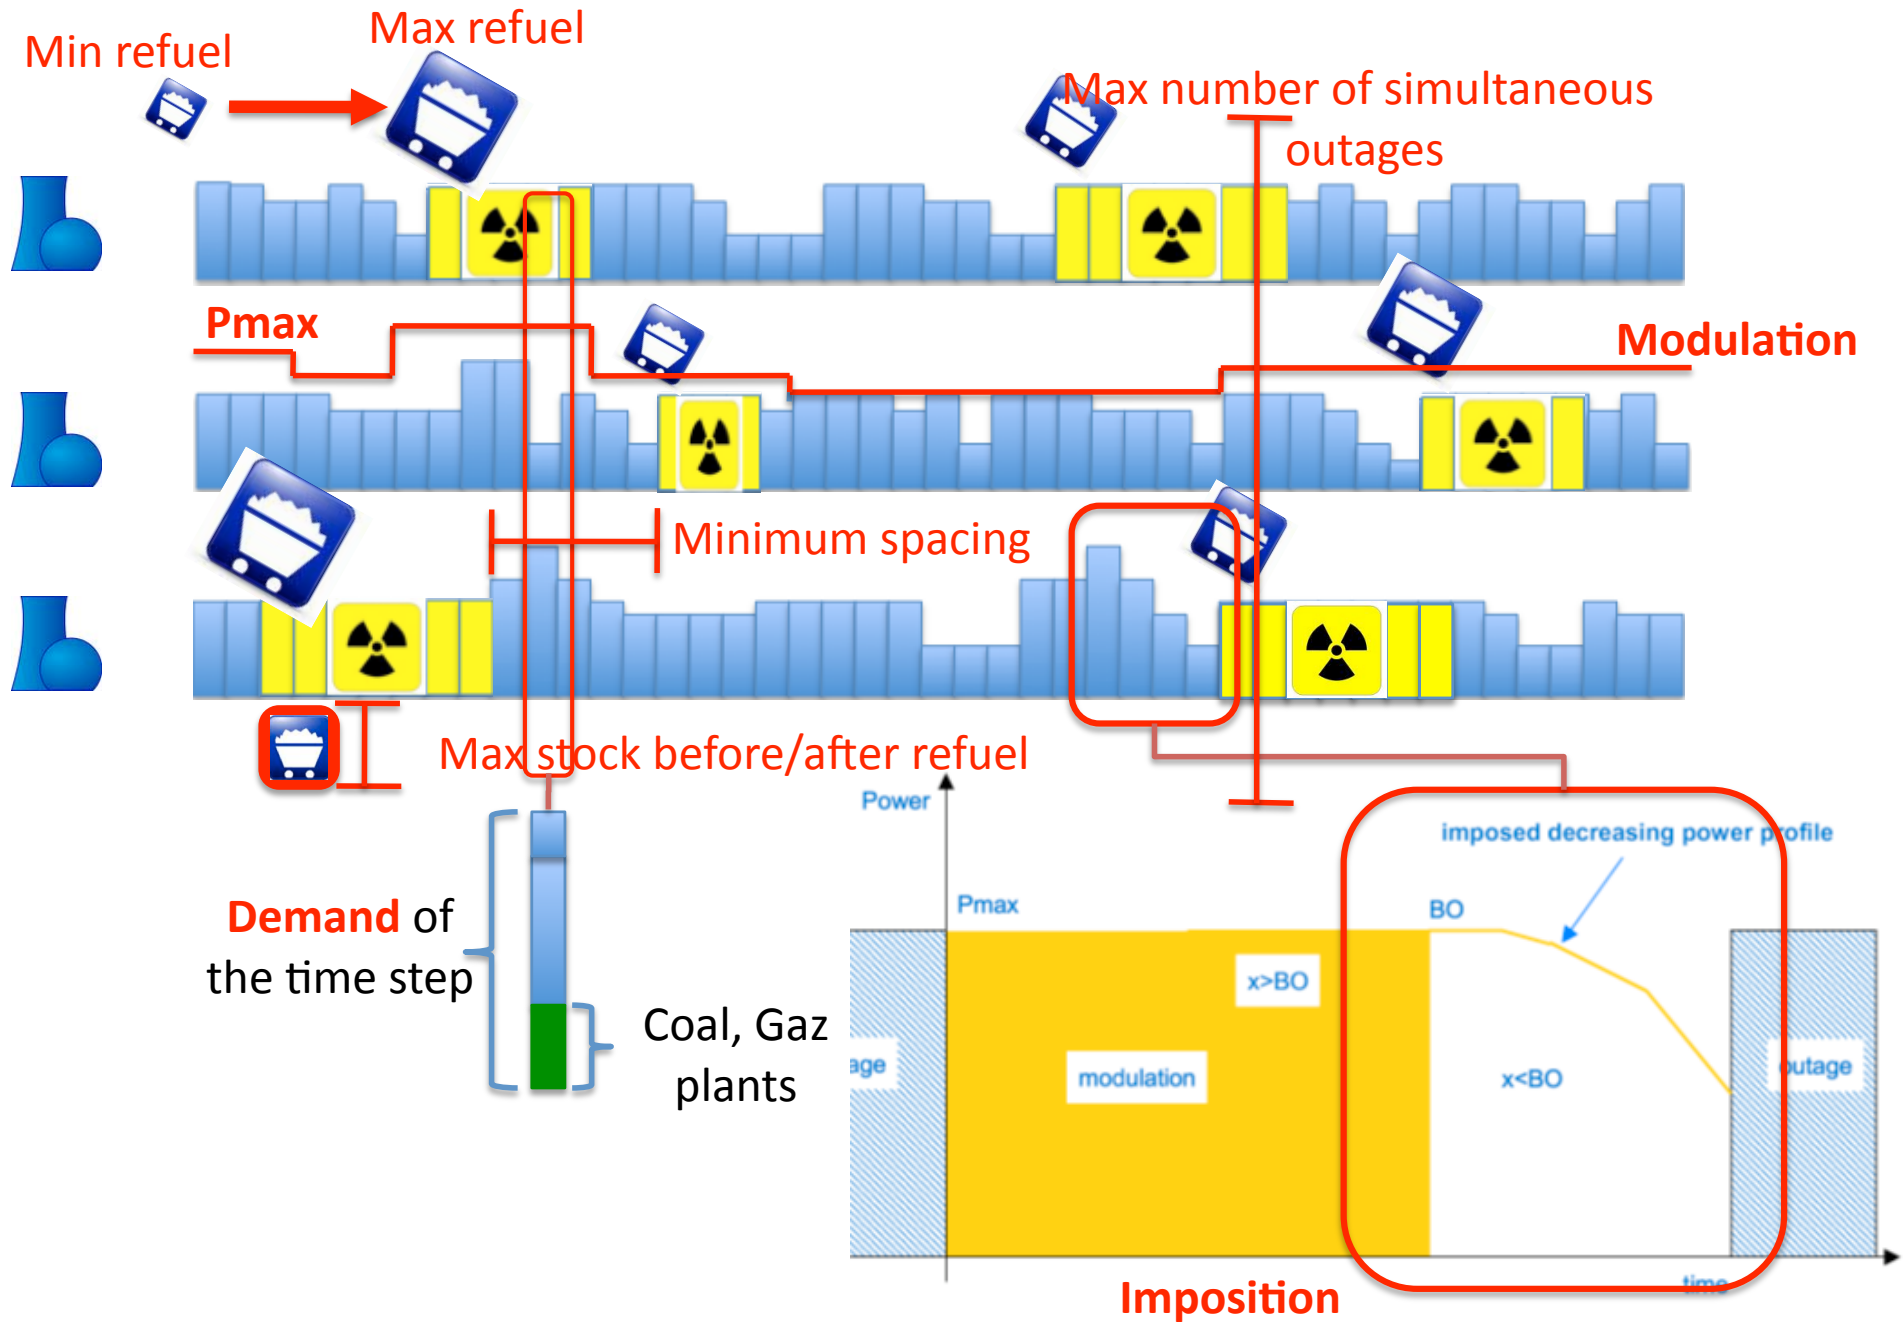 Min refuel
Max refuel
Max number of simultaneous
outages
Pmax
Modulation
Minimum spacing
Max stock before/after refuel
Power
imposed decreasing power profile
Demand of
the time step
Pmax
BO
x>BO
Coal, Gaz
plants
age
modulation
x<BO
outage
time
Imposition